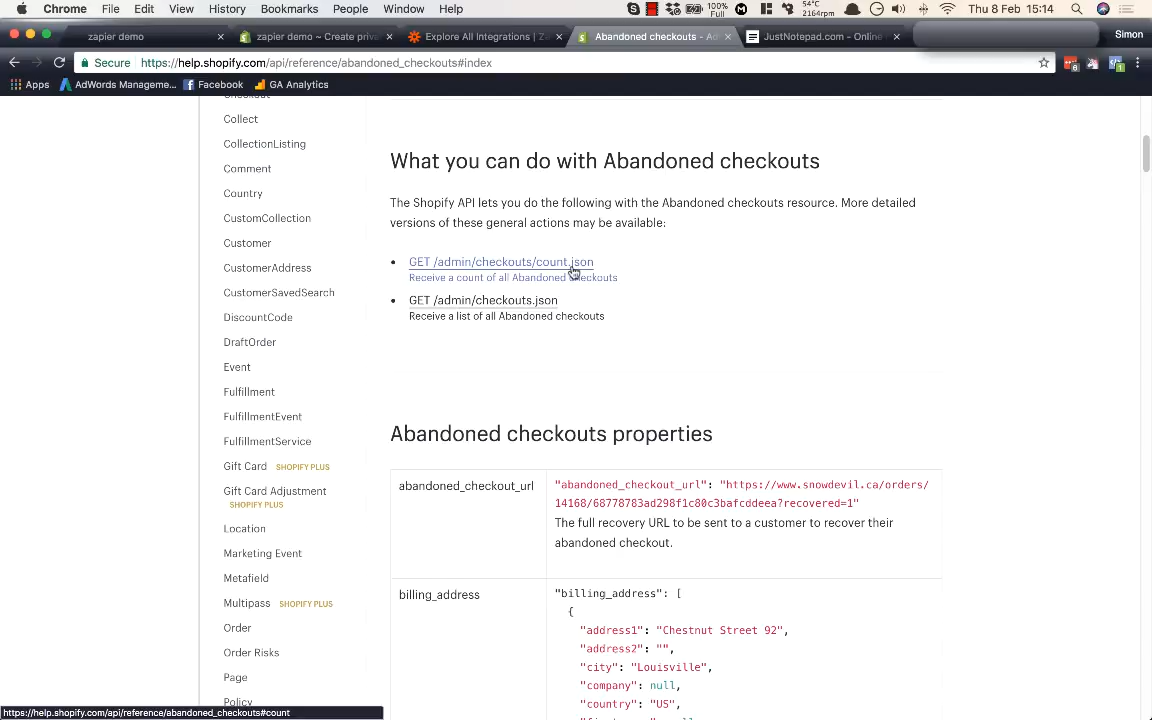 Chrome File Edit View History Bookmarks People Window Help 100% Full 54°C 2164rpm Thu 8 Feb 15:14
zapier demo zapier demo ~ Create priva Explore All Integrations | Za Abandoned checkouts - Ad JustNotepad.com - Online Simon
Secure https://help.shopify.com/api/reference/abandoned_checkouts#index
Apps AdWords Manageme... Facebook GA Analytics
Checkout
Collect
CollectionListing
Comment
Country
CustomCollection
Customer
CustomerAddress
CustomerSavedSearch
DiscountCode
DraftOrder
Event
Fulfillment
FulfillmentEvent
FulfillmentService
Gift Card SHOPIFY PLUS
Gift Card Adjustment
SHOPIFY PLUS
Location
Marketing Event
Metafield
Multipass SHOPIFY PLUS
Order
Order Risks
Page
Policy
What you can do with Abandoned checkouts
The Shopify API lets you do the following with the Abandoned checkouts resource. More detailed
versions of these general actions may be available:
GET /admin/checkouts/count.json
Receive a count of all Abandoned checkouts
GET /admin/checkouts.json
Receive a list of all Abandoned checkouts
Abandoned checkouts properties
abandoned_checkout_url
"abandoned_checkout_url": "https://www.snowdevil.ca/orders/
14168/68778783ad298f1c80c3bafcddeea?recovered=1"
The full recovery URL to be sent to a customer to recover their
abandoned checkout.
billing_address
"billing_address": [
{
"address1": "Chestnut Street 92",
"address2": "",
"city": "Louisville",
"company": null,
"country": "US",
https://help.shopify.com/api/reference/abandoned_checkouts#count